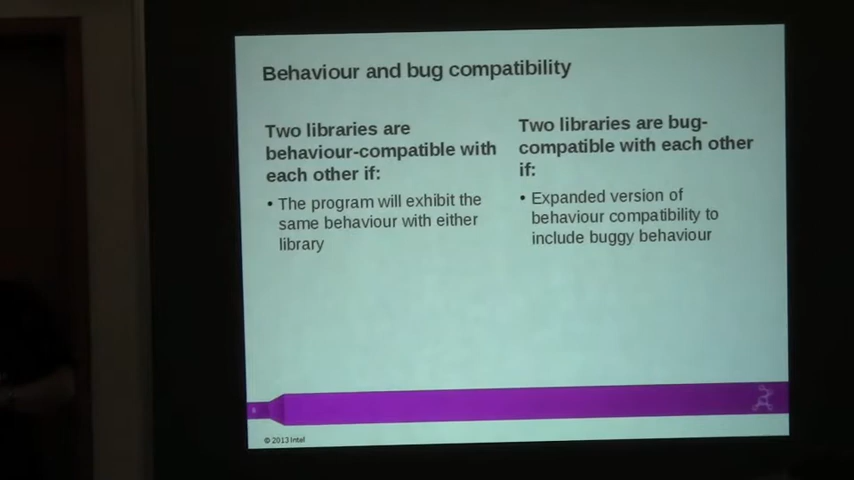 Behaviour and bug compatibility
Two libraries are
behaviour-compatible with
each other if:
• The program will exhibit the
same behaviour with either
library
Two libraries are bug-
compatible with each other
if:
• Expanded version of
behaviour compatibility to
include buggy behaviour
© 2013 Intel